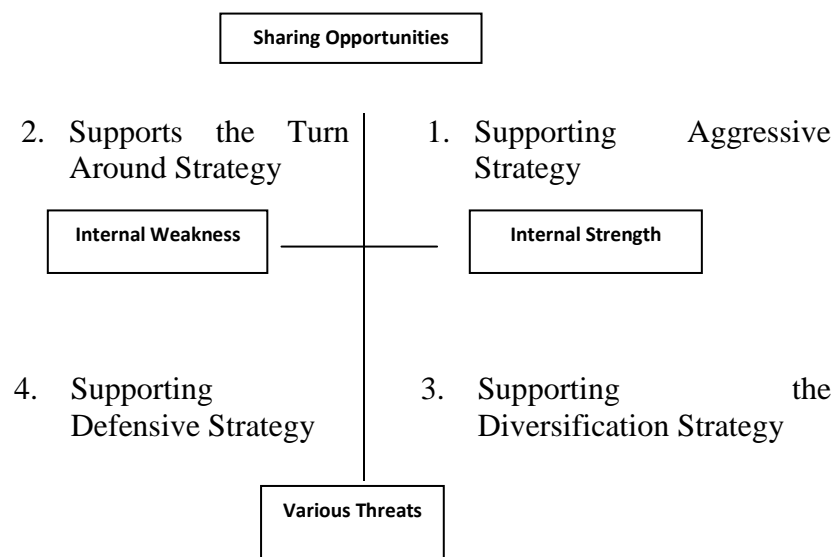 Sharing Opportunities
2. Supports the Turn
Around Strategy
1. Supporting Aggressive
Strategy
Internal Weakness
Internal Strength
4. Supporting
Defensive Strategy
3. Supporting the
Diversification Strategy
Various Threats